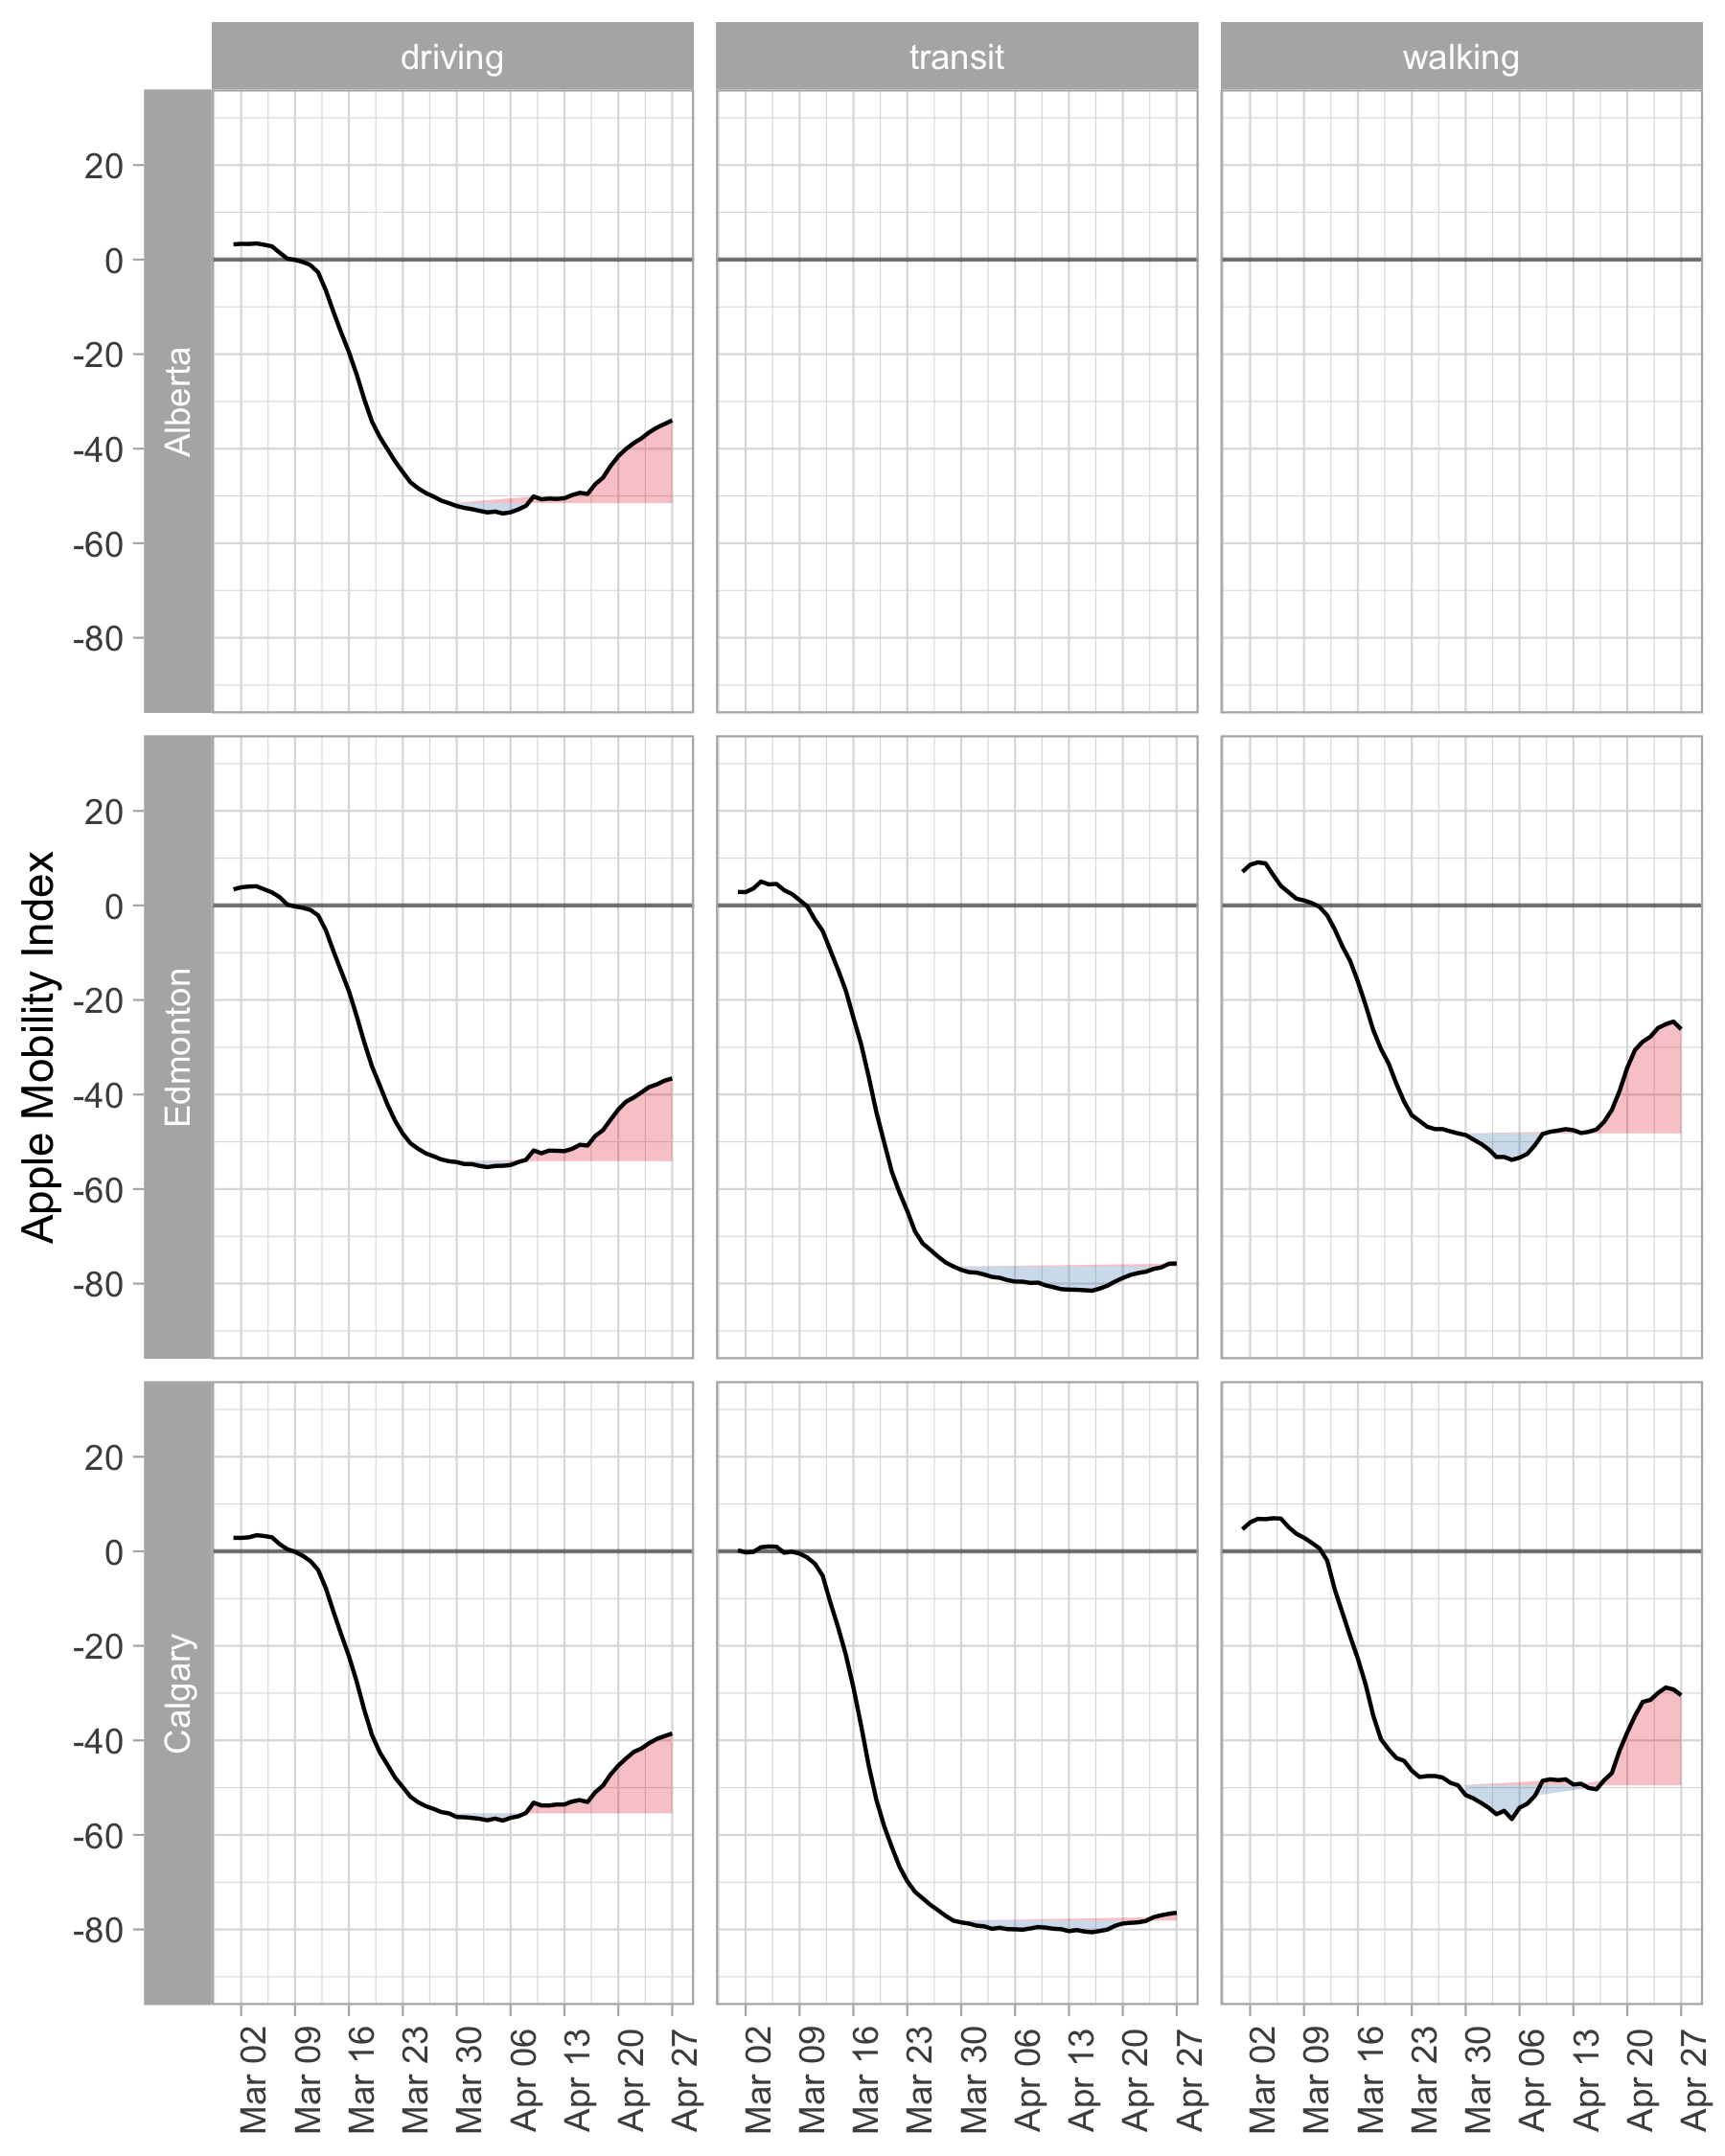 driving
transit
walking
Apple Mobility Index
Alberta
20
0
-20
-40
-60
-80
Edmonton
20
0
-20
-40
-60
-80
Calgary
20
0
-20
-40
-60
-80
Mar 02
Mar 09
Mar 16
Mar 23
Mar 30
Apr 06
Apr 13
Apr 20
Apr 27
Mar 02
Mar 09
Mar 16
Mar 23
Mar 30
Apr 06
Apr 13
Apr 20
Apr 27
Mar 02
Mar 09
Mar 16
Mar 23
Mar 30
Apr 06
Apr 13
Apr 20
Apr 27